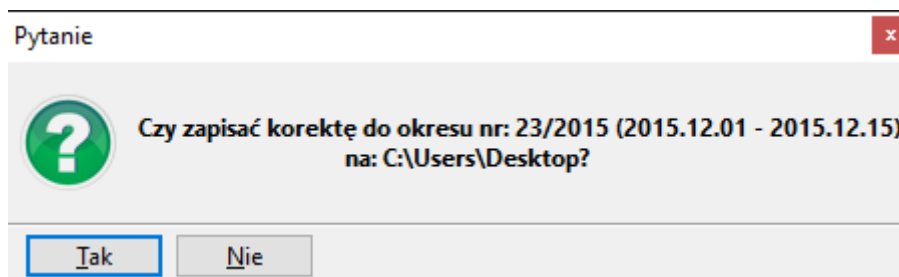 Pytanie
x
Czy zapisać korektę do okresu nr: 23/2015 (2015.12.01 - 2015.12.15)
na: C:\Users\Desktop?
Tak
Nie